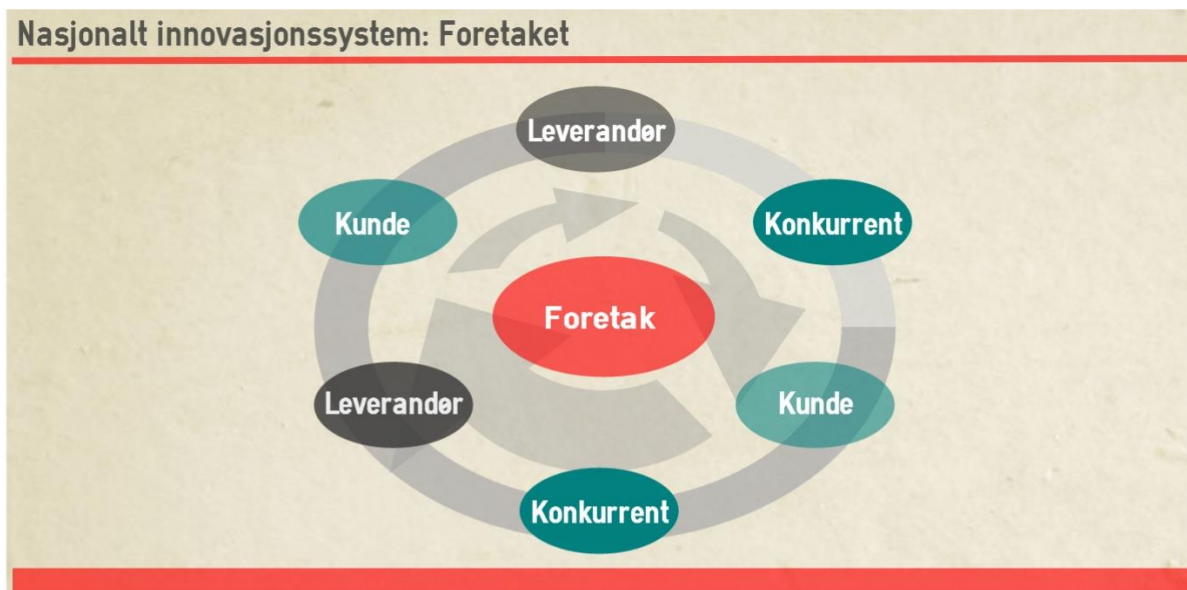 Nasjonalt innovasjonssystem: Foretaket
Leverandør
Kunde
Konkurrent
Foretak
Leverandør
Kunde
Konkurrent